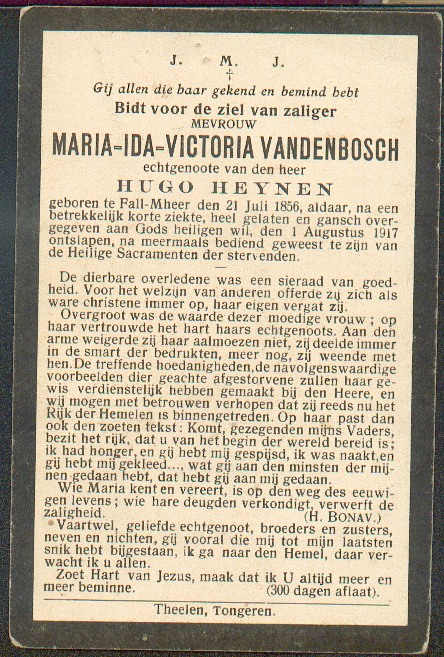 J. M. J.
†
Gij allen die haar gekend en bemind hebt
Bidt voor de ziel van zaliger
MEVROUW
MARIA=IDA=VICTORIA VANDENBOSCH
echtgenoote van den heer
HUGO HEYNEN
geboren te Fall-Mheer den 21 Juli 1856, aldaar, na een
betrekkelijk korte ziekte, heel gelaten en gansch over-
gegeven aan Gods heiligen wil, den 1 Augustus 1917
ontslapen, na meermaals bediend geweest te zijn van
de Heilige Sacramenten der stervenden.
—
De dierbare overledene was een sieraad van goed-
heid. Voor het welzijn van anderen offerde zij zich als
ware christene immer op, haar eigen vergat zij.
Overgroot was de waarde dezer moedige vrouw ; op
haar vertrouwde het hart haars echtgenoots. Aan den
arme weigerde zij haar aalmoezen niet, zij deelde immer
in de smart der bedrukten, meer nog, zij weende met
hen. De treffende hoedanigheden, de navolgenswaardige
voorbeelden dier geachte afgestorvene zullen haar ge-
wis verdienstelijk hebben gemaakt bij den Heere, en
wij mogen met betrouwen verhopen dat zij reeds nu het
Rijk der Hemelen is binnengetreden. Op haar past dan
ook den zoeten tekst : Komt, gezegenden mijns Vaders,
bezit het rijk, dat u van het begin der wereld bereid is ;
ik had honger, en gij hebt mij gespijsd, ik was naakt, en
gij hebt mij gekleed..., wat gij aan den minsten der mij-
nen gedaan hebt, dat hebt gij aan mij gedaan.
Wie Maria kent en vereert, is op den weg des eeuwi-
gen levens ; wie hare deugden verkondigt, verwerft de
zaligheid. (H. BONAV.)
Vaartwel, geliefde echtgenoot, broeders en zusters,
neven en nichten, gij vooral die mij tot mijn laatsten
snik hebt bijgestaan, ik ga naar den Hemel, daar ver-
wacht ik u allen.
Zoet Hart van Jezus, maak dat ik U altijd meer en
meer beminne. (300 dagen aflaat).
Theelen, Tongeren.